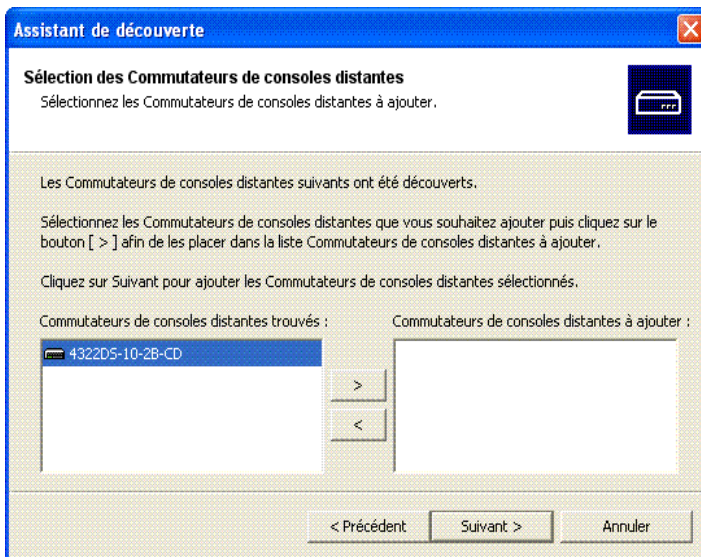 Assistant de découverte
Sélection des Commutateurs de consoles distantes
Sélectionnez les Commutateurs de consoles distantes à ajouter.
Les Commutateurs de consoles distantes suivants ont été découverts.
Sélectionnez les Commutateurs de consoles distantes que vous souhaitez ajouter puis cliquez sur le
bouton [ > ] afin de les placer dans la liste Commutateurs de consoles distantes à ajouter.
Cliquez sur Suivant pour ajouter les Commutateurs de consoles distantes sélectionnés.
Commutateurs de consoles distantes trouvés :
Commutateurs de consoles distantes à ajouter :
4322DS-10-2B-CD
>
<
< Précédent
Suivant >
Annuler